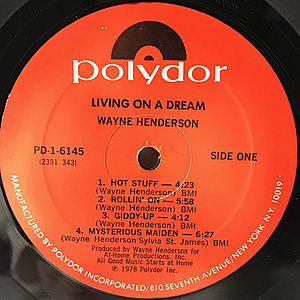 polydor
LIVING ON A DREAM
WAYNE HENDERSON
PD-1-6145
(2391 343)
SIDE ONE
1. HOT STUFF — 4:23
(Wayne Henderson) BMI
2. ROLLIN' ON — 5:58
(Wayne Henderson) BMI
3. GIDDY-UP — 4:12
(Wayne Henderson) BMI
4. MYSTERIOUS MAIDEN — 6:27
(Wayne Henderson-Sylvia St. James) BMI
Produced by Wayne Henderson for
At-Home Productions, Inc.
All Good Music Starts at Home
℗ 1978 Polydor Inc.
MANUFACTURED BY POLYDOR INCORPORATED/810 SEVENTH AVENUE/NEW YORK, NY 10019 ·